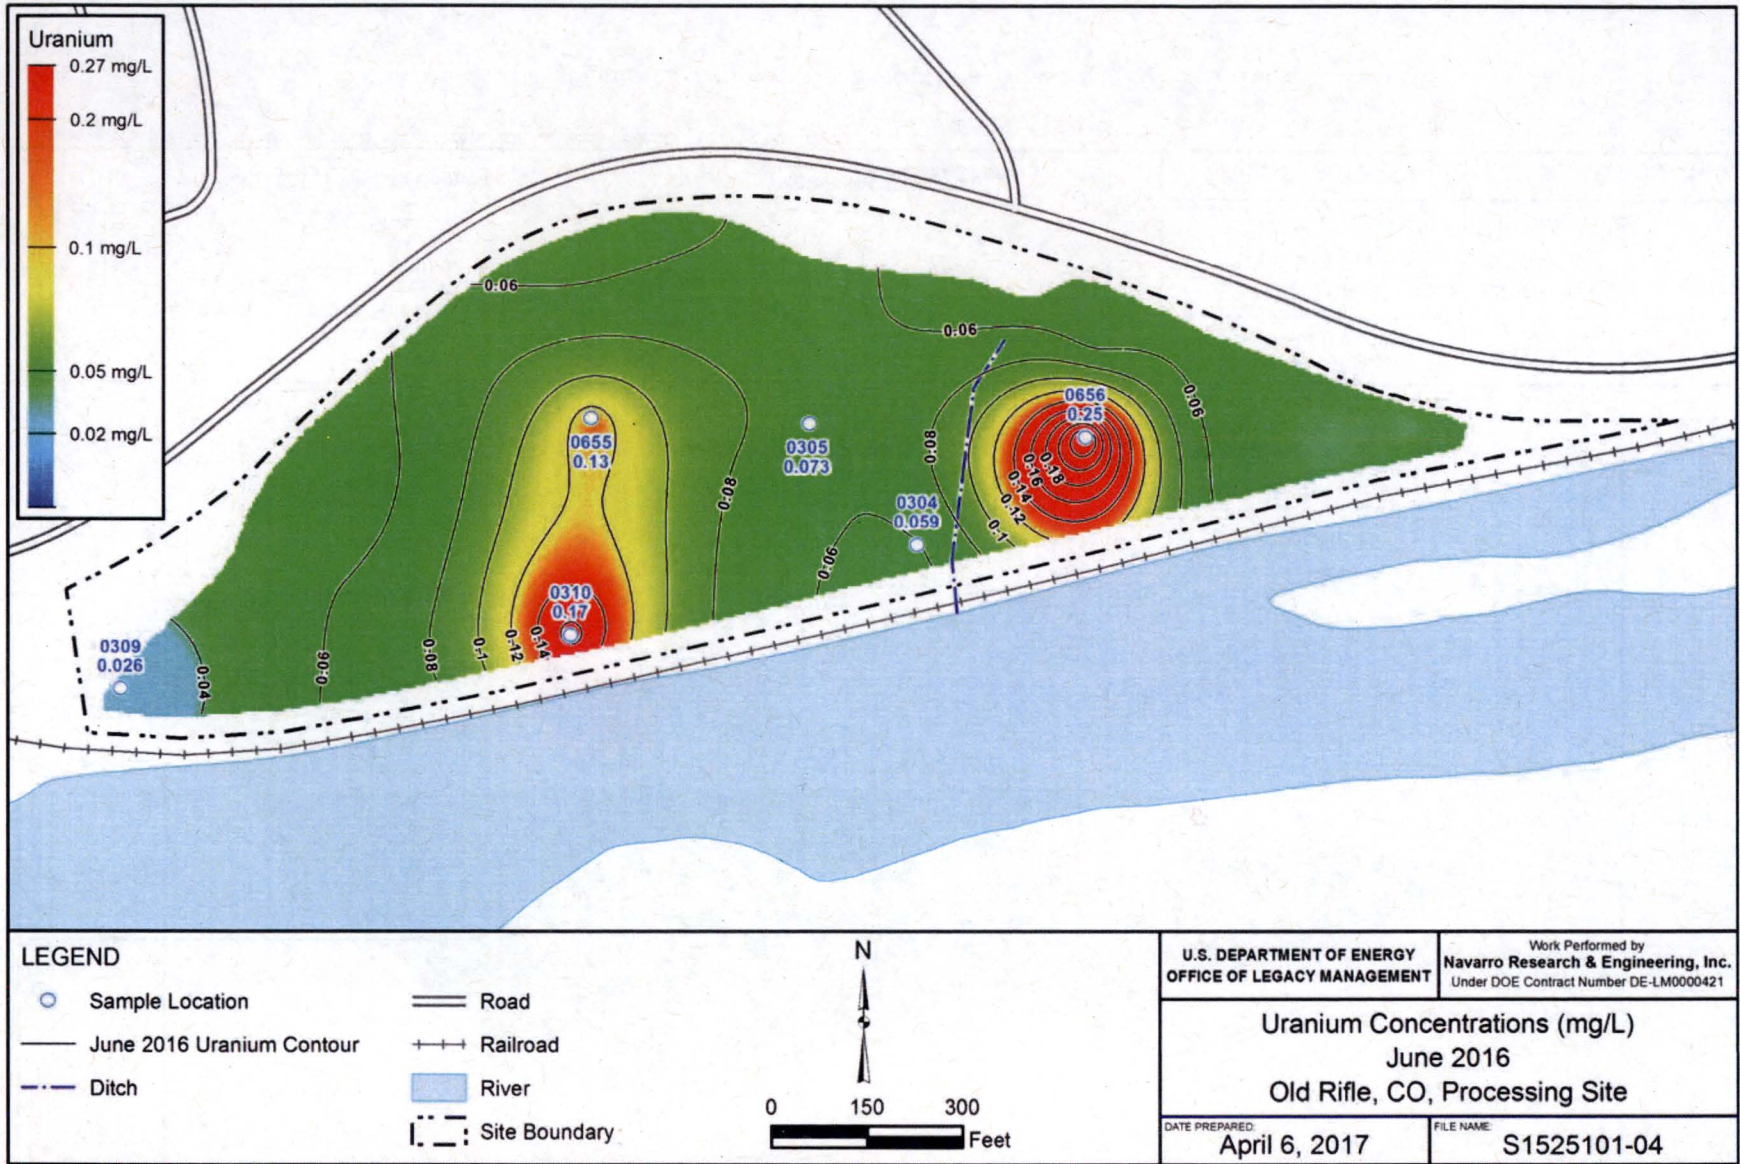 Uranium
0.27 mg/L
0.2 mg/L
0.1 mg/L
0.05 mg/L
0.02 mg/L
0.06
0.06
0.06
0656
0.25
0655
0.13
0305
0.073
0.08
0.08
0304
0.059
0.18
0.16
0.14
0.12
0.1
0.06
0310
0.17
0309
0.026
0.04
0.06
0.08
0.1
0.12
0.14
LEGEND
Sample Location
June 2016 Uranium Contour
Ditch
Road
Railroad
River
Site Boundary
N
0 150 300
Feet
U.S. DEPARTMENT OF ENERGY
OFFICE OF LEGACY MANAGEMENT
Work Performed by
Navarro Research & Engineering, Inc.
Under DOE Contract Number DE-LM0000421
Uranium Concentrations (mg/L)
June 2016
Old Rifle, CO, Processing Site
DATE PREPARED:
April 6, 2017
FILE NAME:
S1525101-04